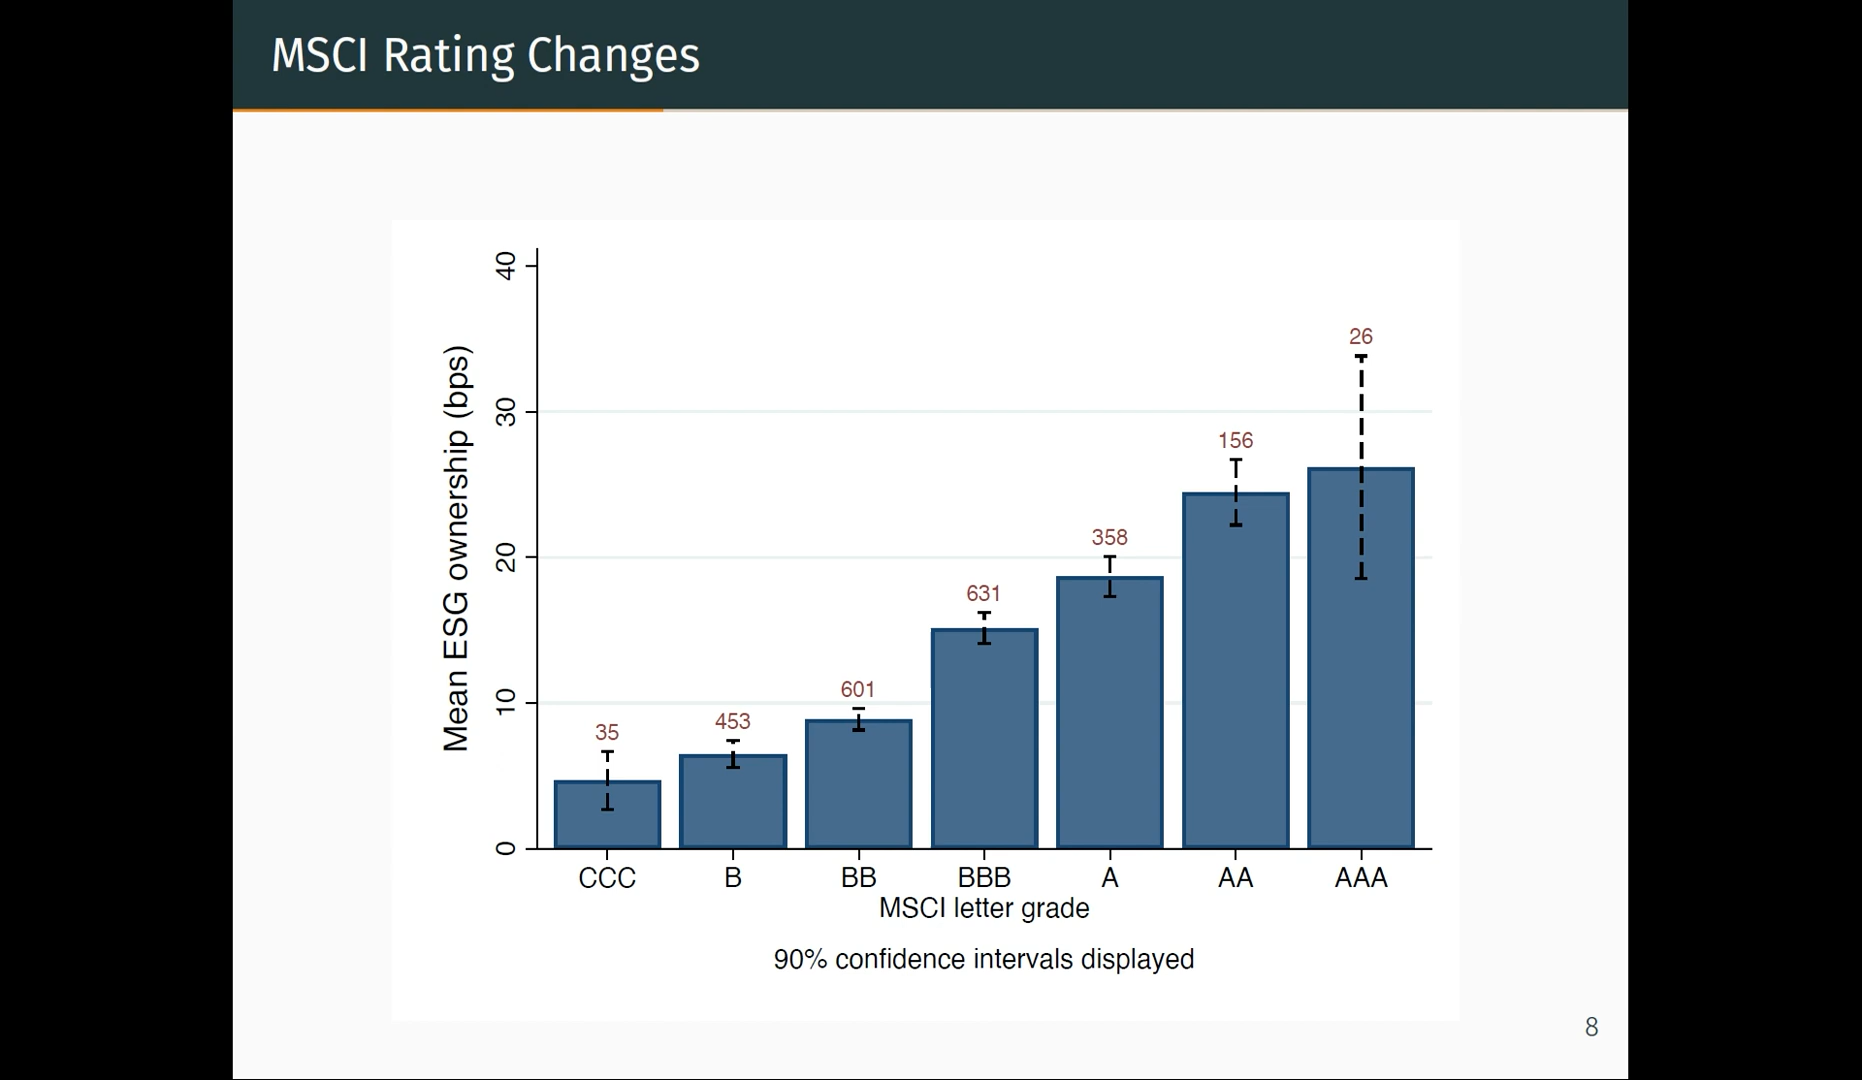 MSCI Rating Changes
Mean ESG ownership (bps)
40
30
20
10
0
35
453
601
631
358
156
26
CCC B BB BBB A AA AAA
MSCI letter grade
90% confidence intervals displayed
8